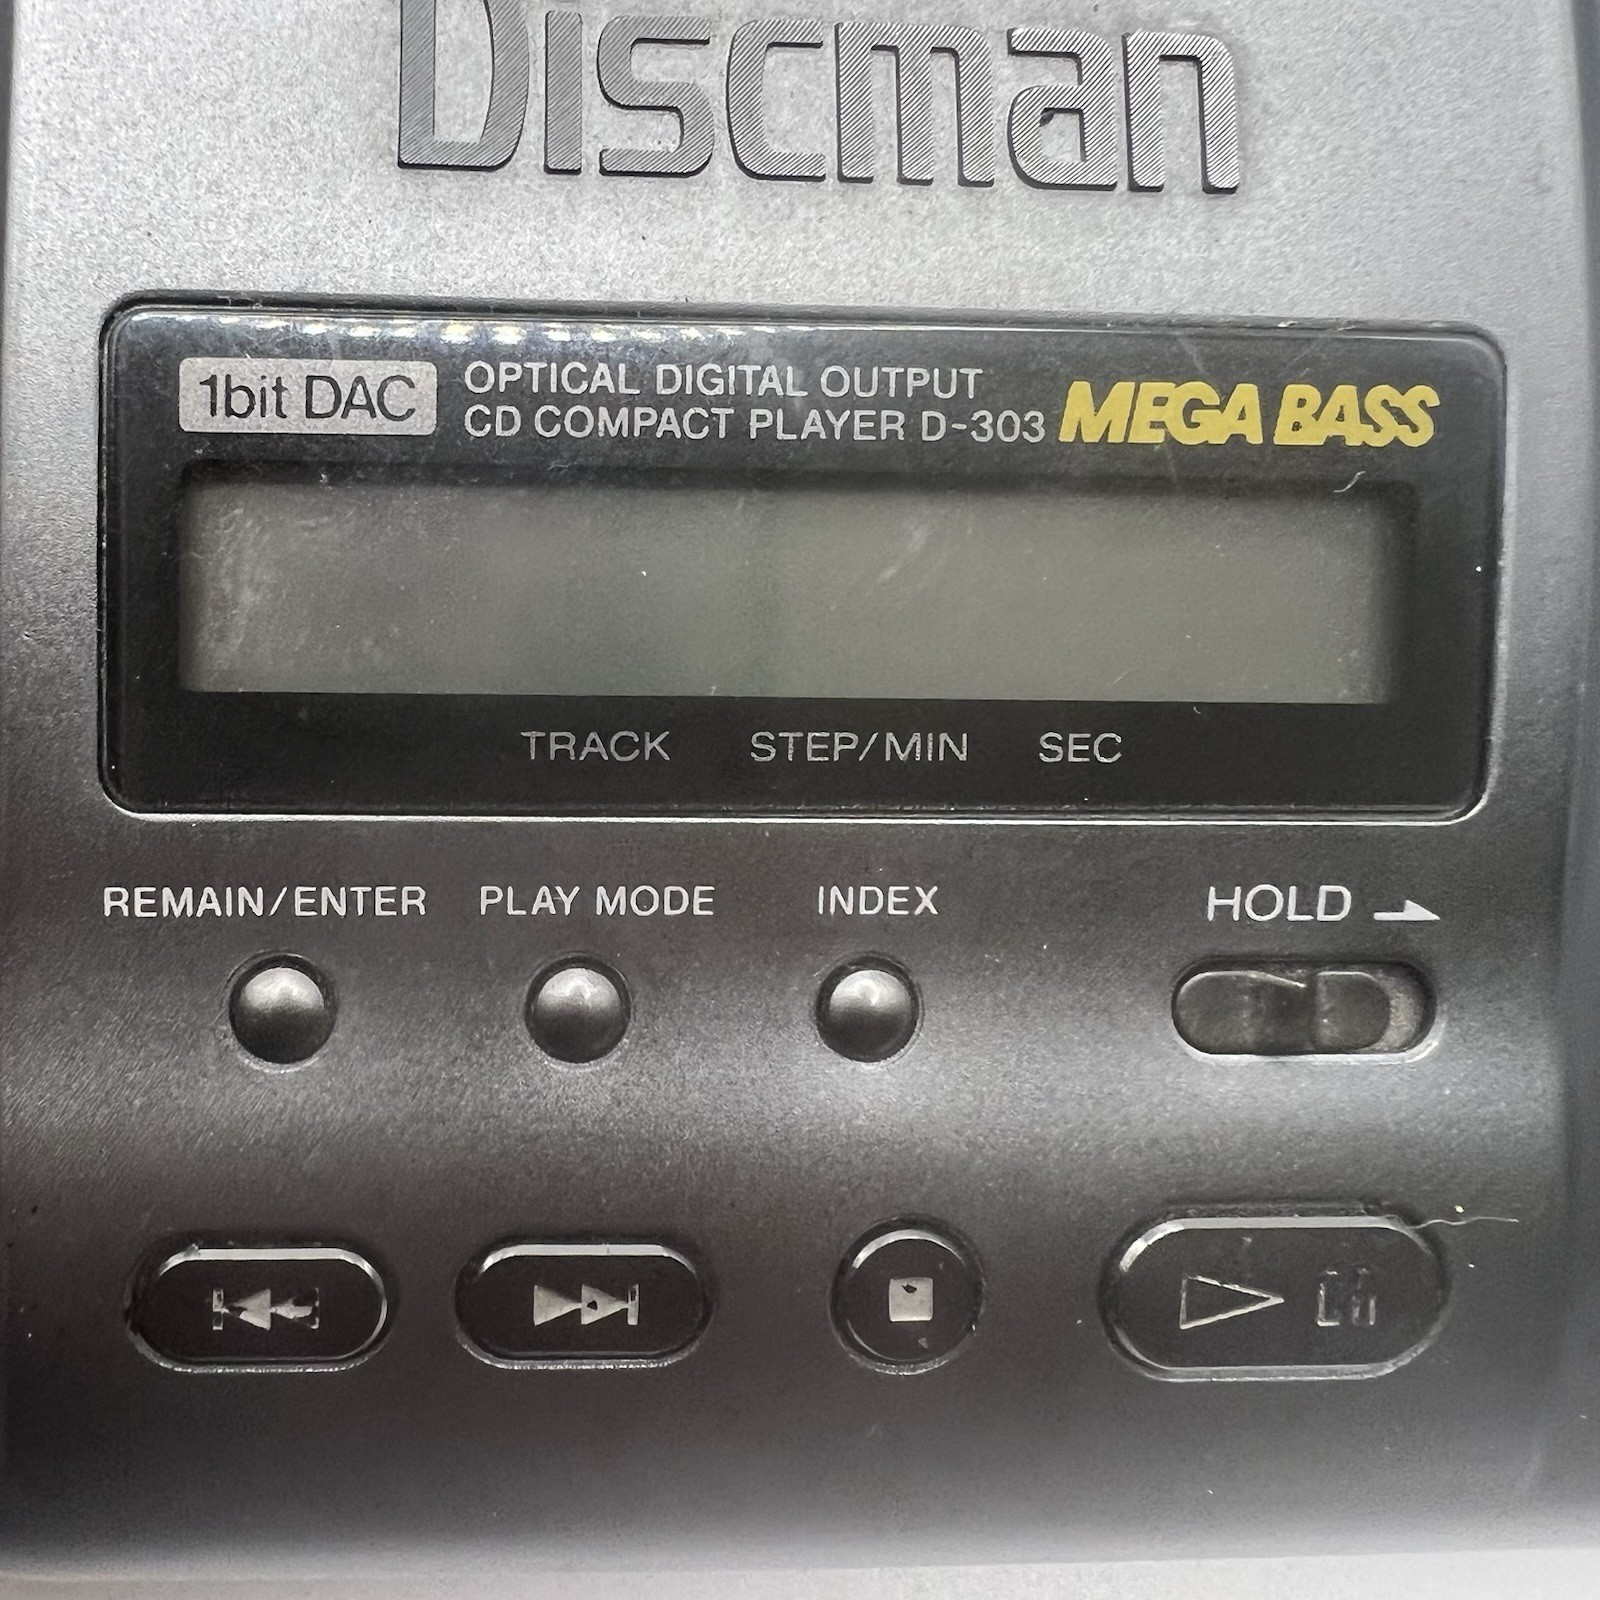 Discman
1bit DAC
OPTICAL DIGITAL OUTPUT
CD COMPACT PLAYER D-303
MEGA BASS
TRACK STEP/MIN SEC
REMAIN/ENTER PLAY MODE INDEX HOLD